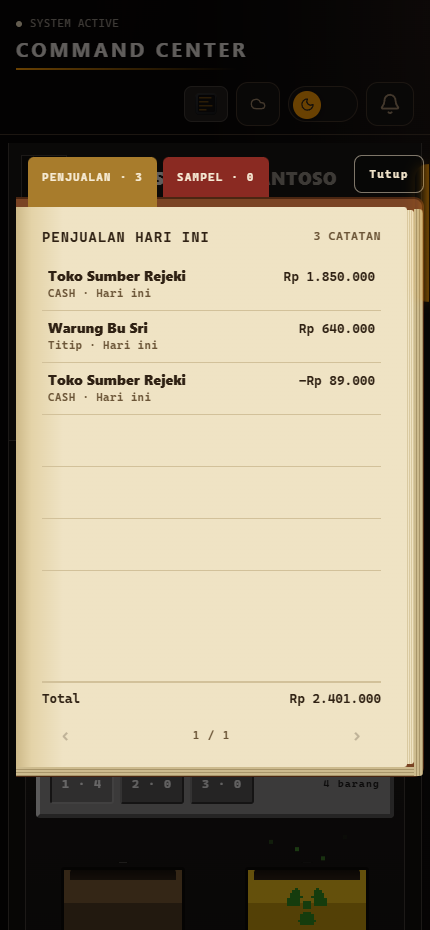 SYSTEM ACTIVE
COMMAND CENTER
PENJUALAN · 3
SAMPEL · 0
NTOSO
Tutup
PENJUALAN HARI INI
3 CATATAN
Toko Sumber Rejeki
Rp 1.850.000
CASH · Hari ini
Warung Bu Sri
Rp 640.000
Titip · Hari ini
Toko Sumber Rejeki
−Rp 89.000
CASH · Hari ini
Total
Rp 2.401.000
‹ 1 / 1 ›
1 · 4
2 · 0
3 · 0
4 barang